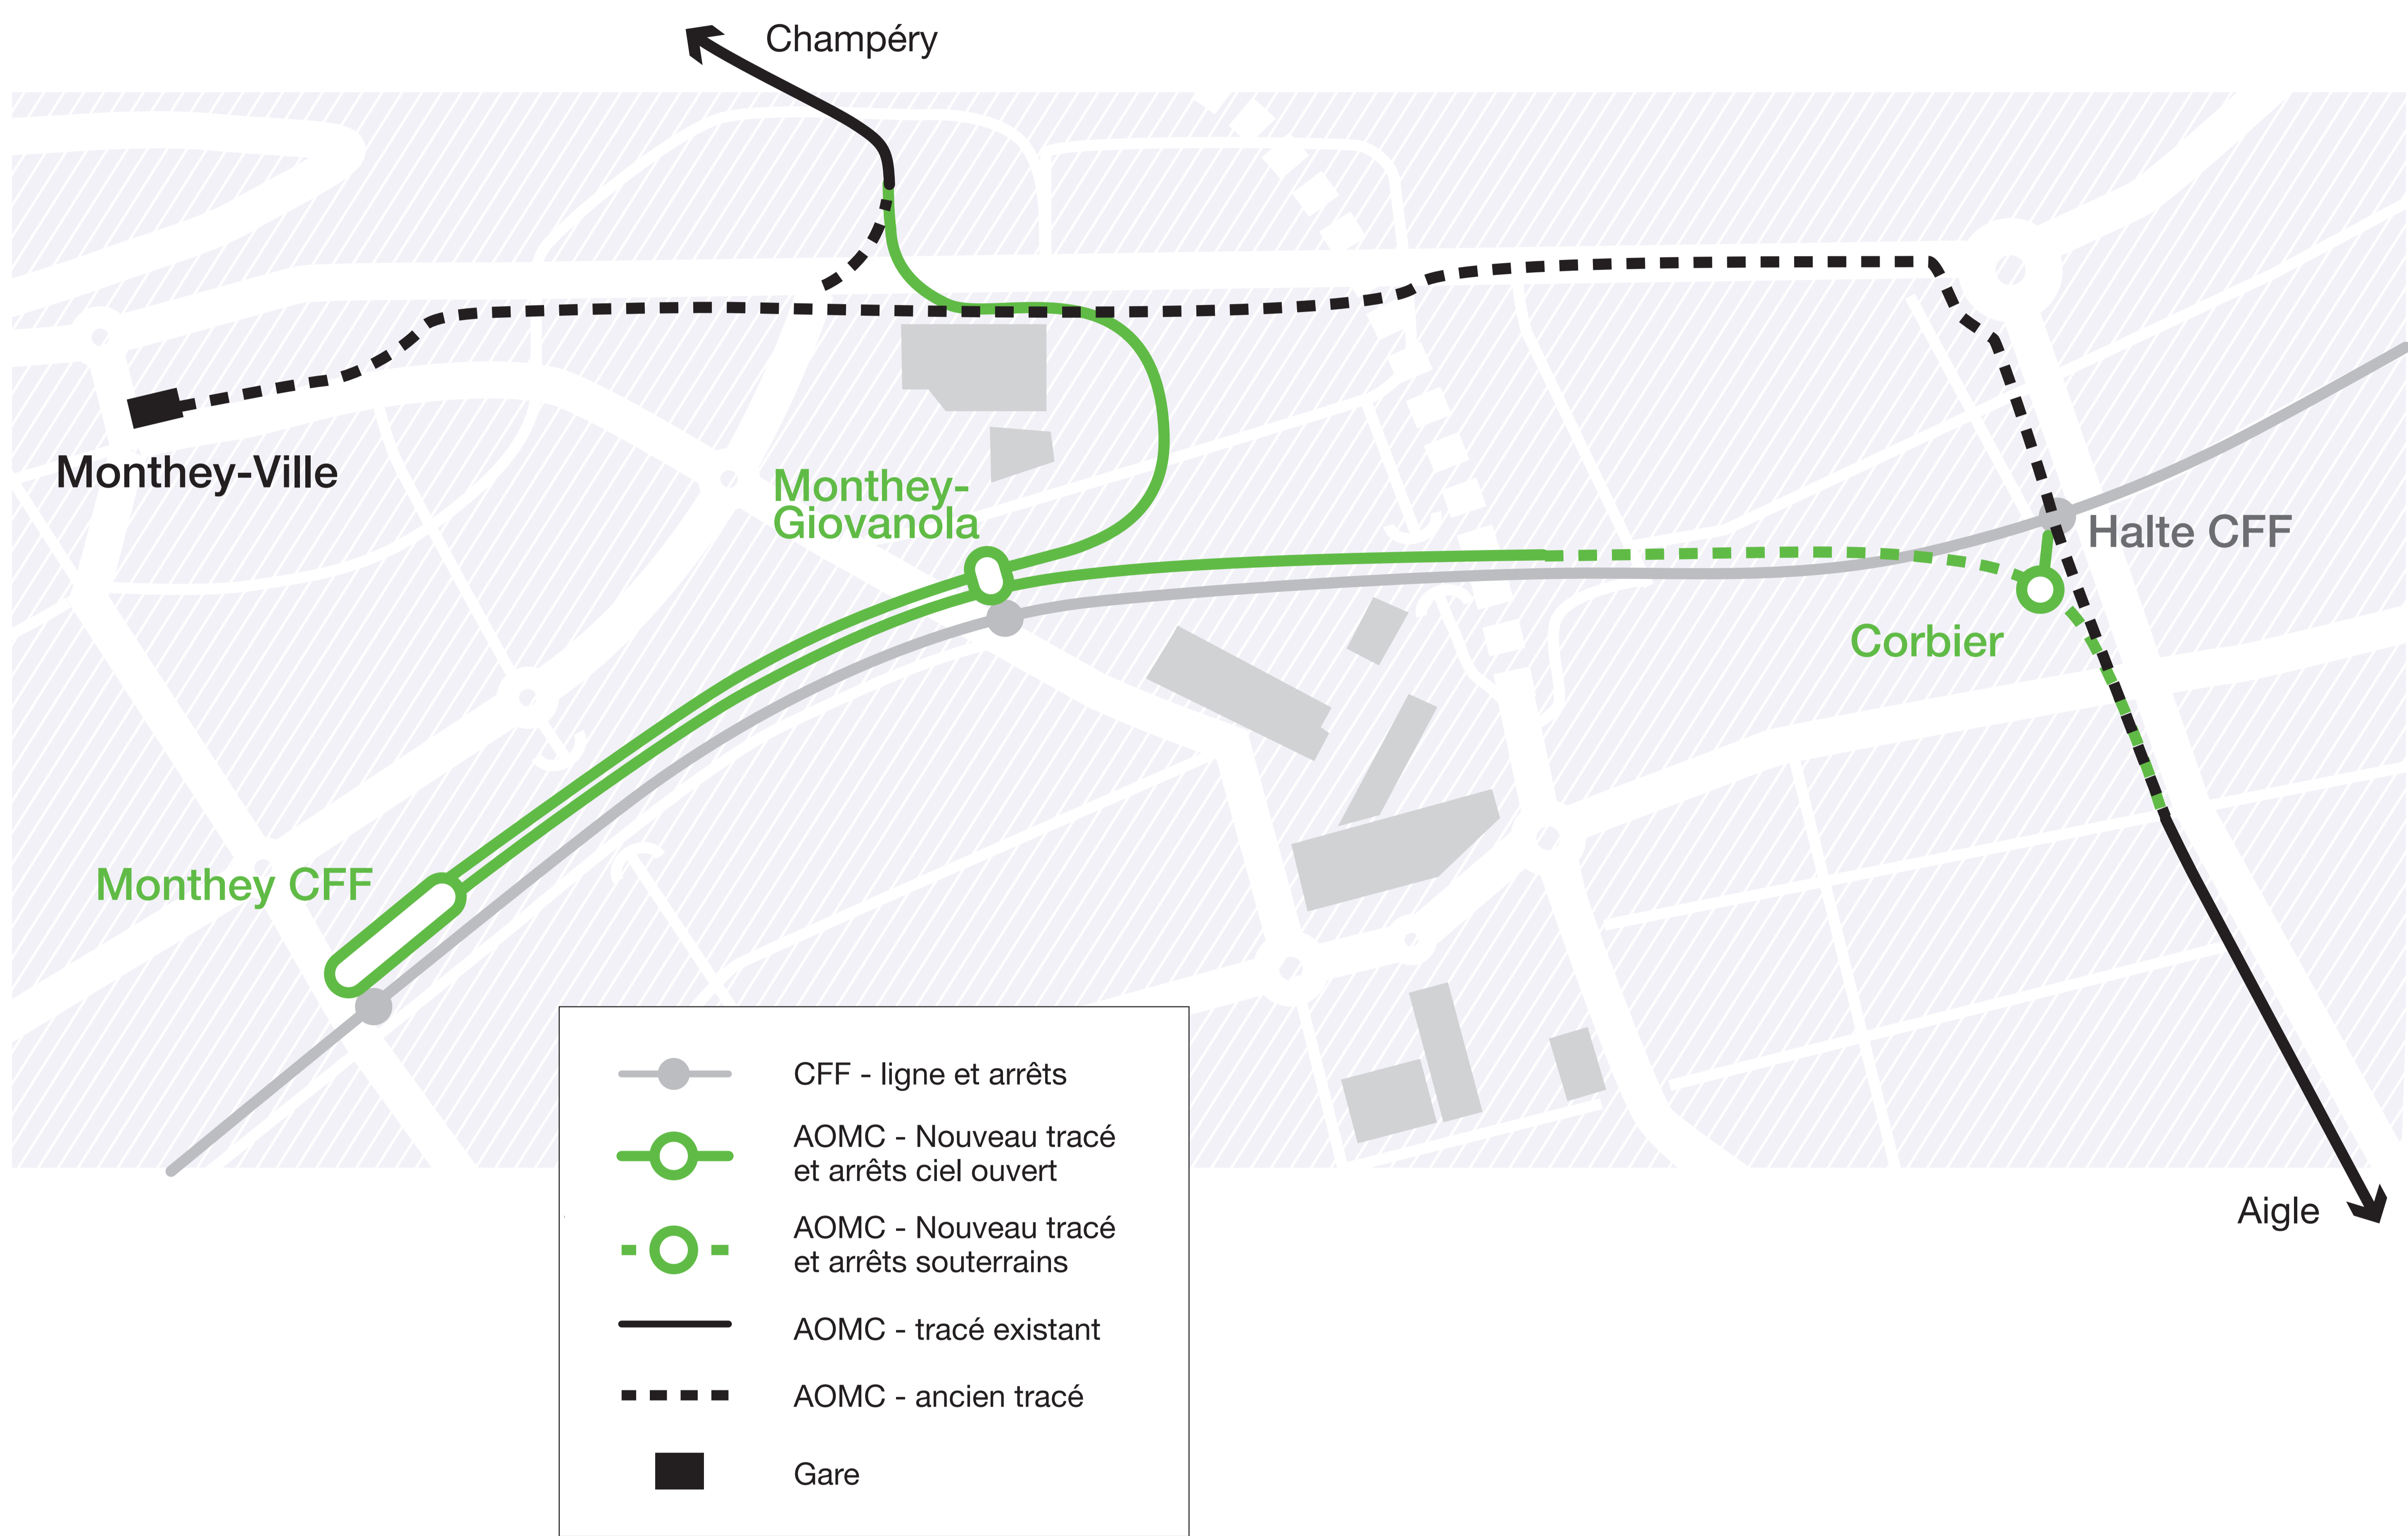 Champéry
Monthey-Ville
Monthey-
Giovanola
Halte CFF
Corbier
Monthey CFF
Aigle
CFF - ligne et arrêts
AOMC - Nouveau tracé
et arrêts ciel ouvert
AOMC - Nouveau tracé
et arrêts souterrains
AOMC - tracé existant
AOMC - ancien tracé
Gare